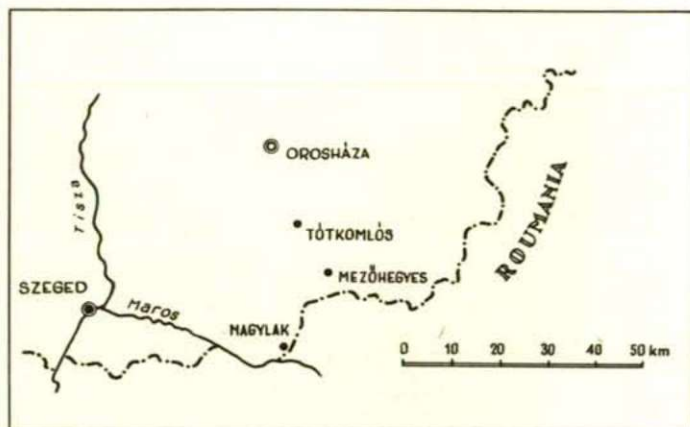 OROSHÁZA
Tisza
TÓTKOMLÓS
ROUMANIA
MEZŐHEGYES
SZEGED
Maros
NAGYLAK
0 10 20 30 40 50 km